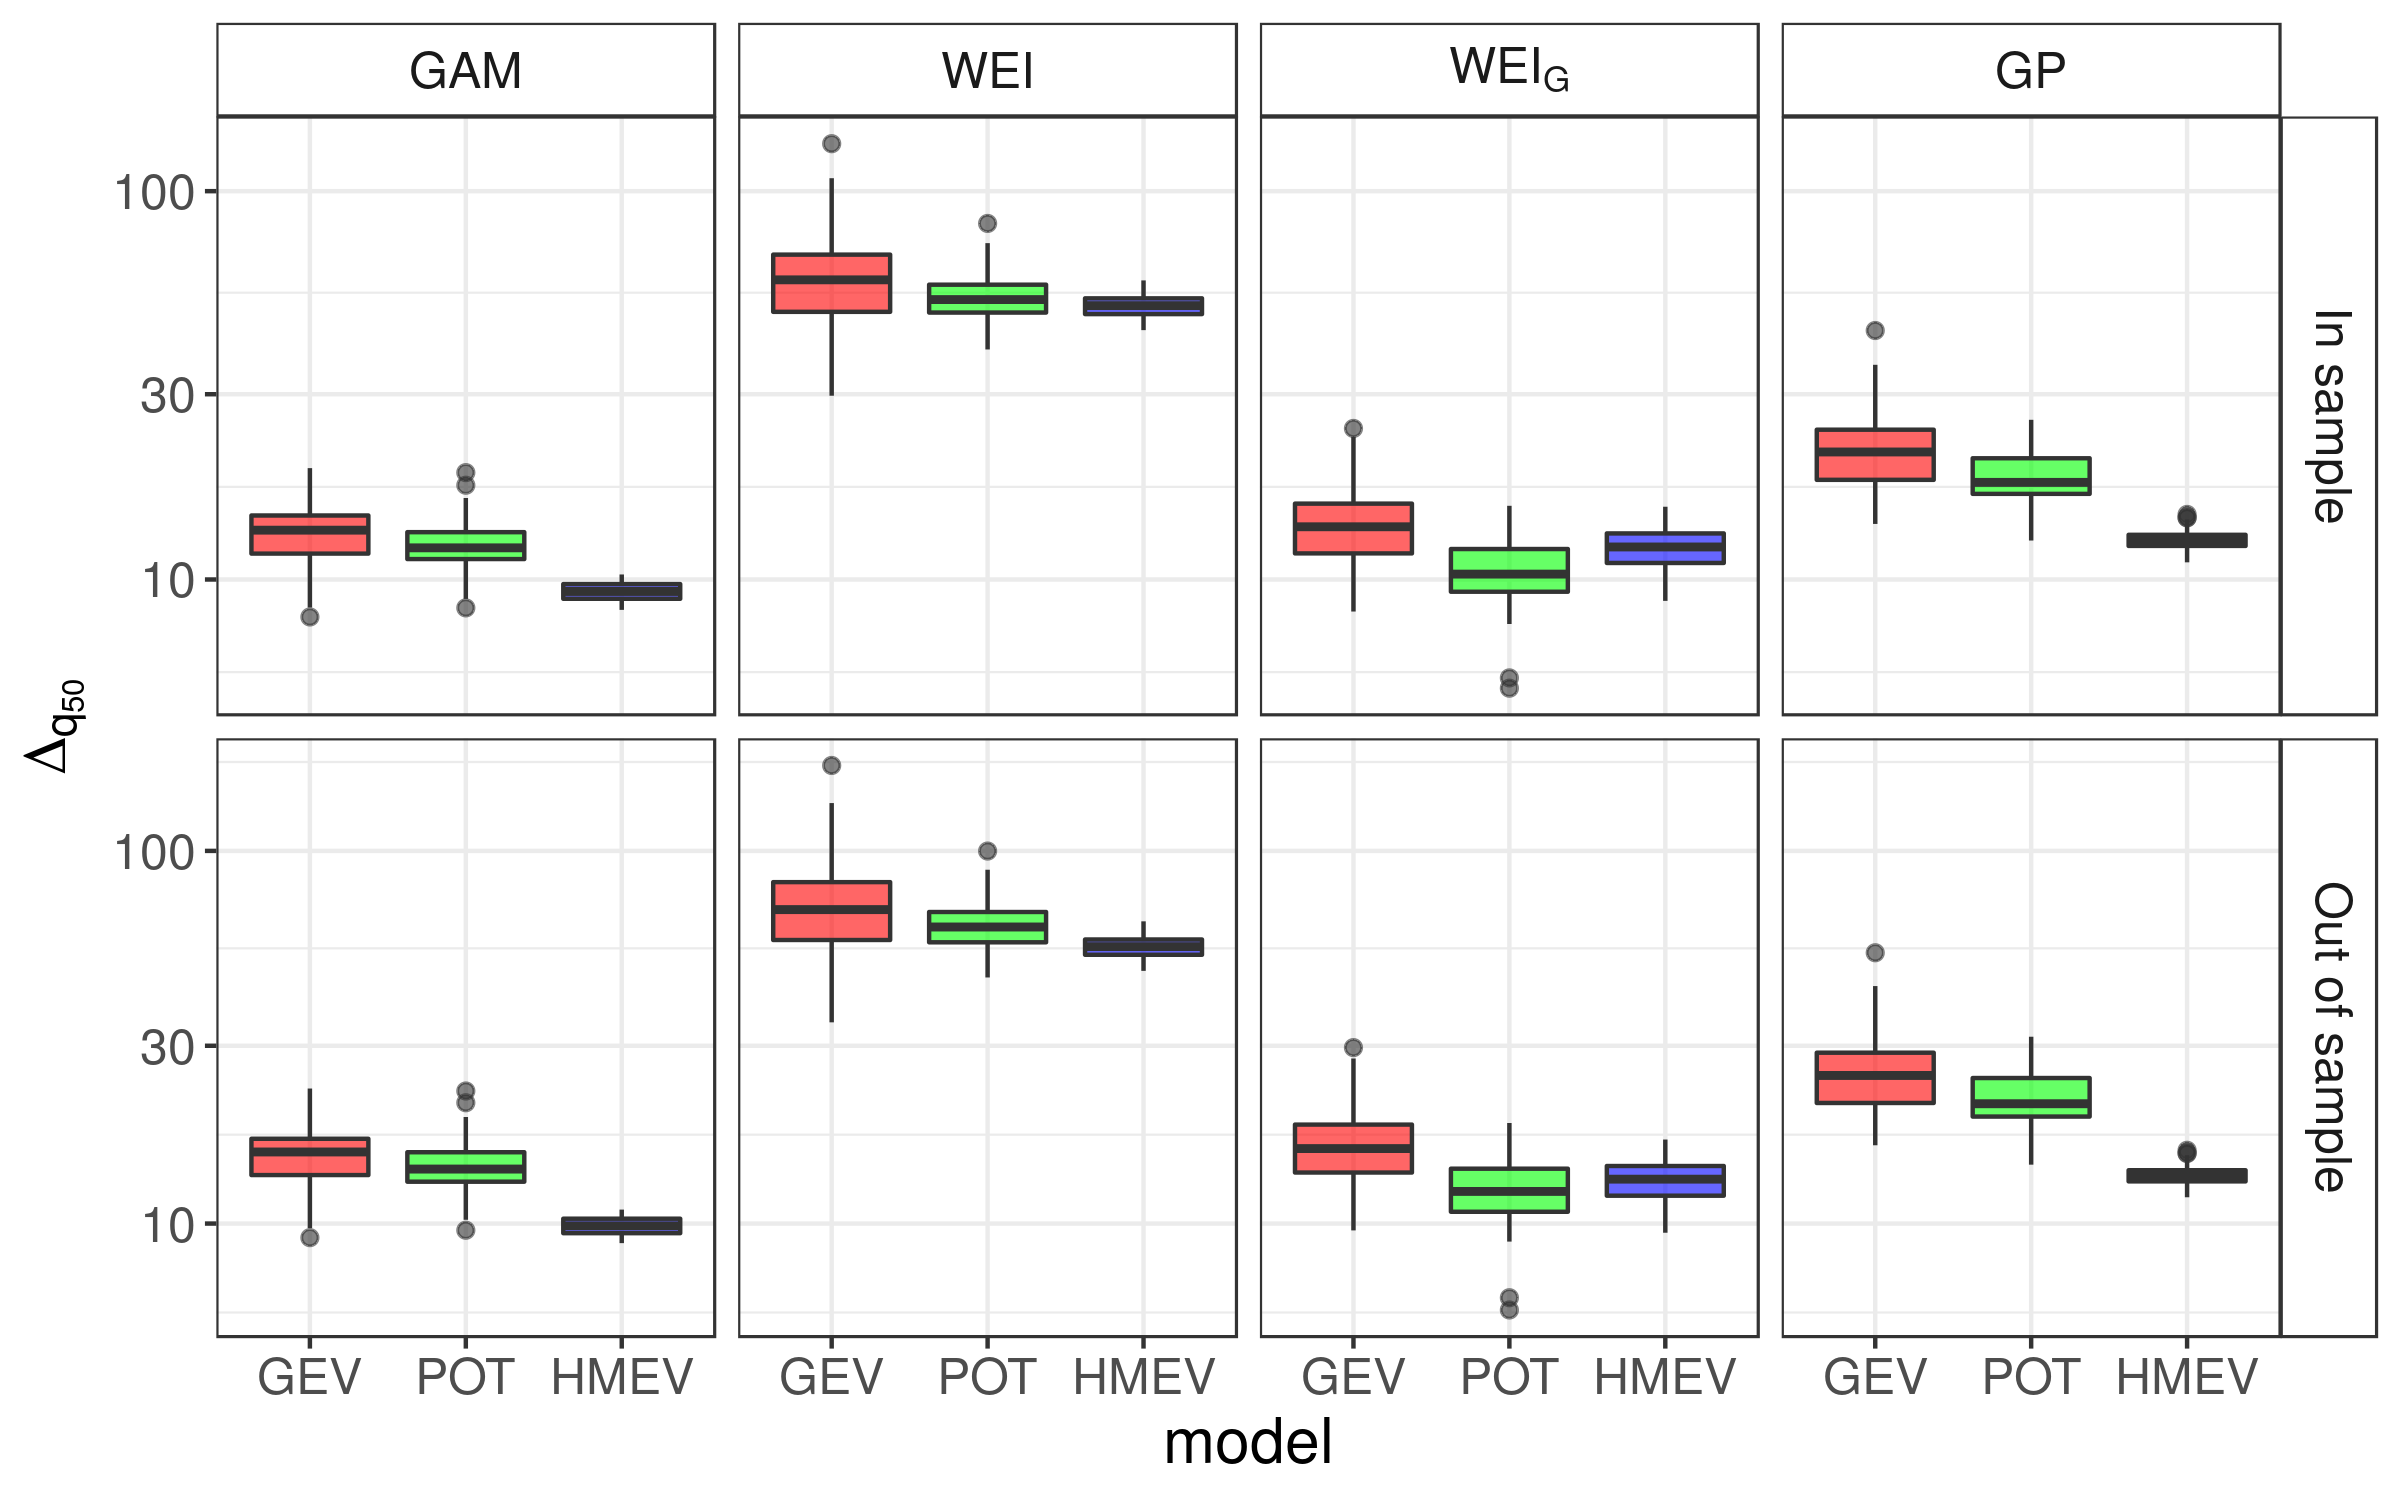 GAM WEI WEI_G GP
100
30
10
In sample
Δq₅₀
100
30
10
Out of sample
GEV POT HMEV GEV POT HMEV GEV POT HMEV GEV POT HMEV
model